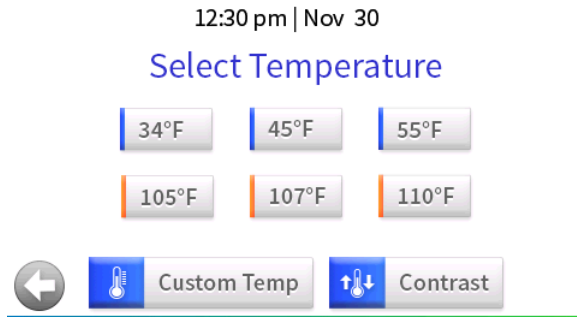 12:30 pm | Nov 30
Select Temperature
34°F 45°F 55°F
105°F 107°F 110°F
Custom Temp Contrast